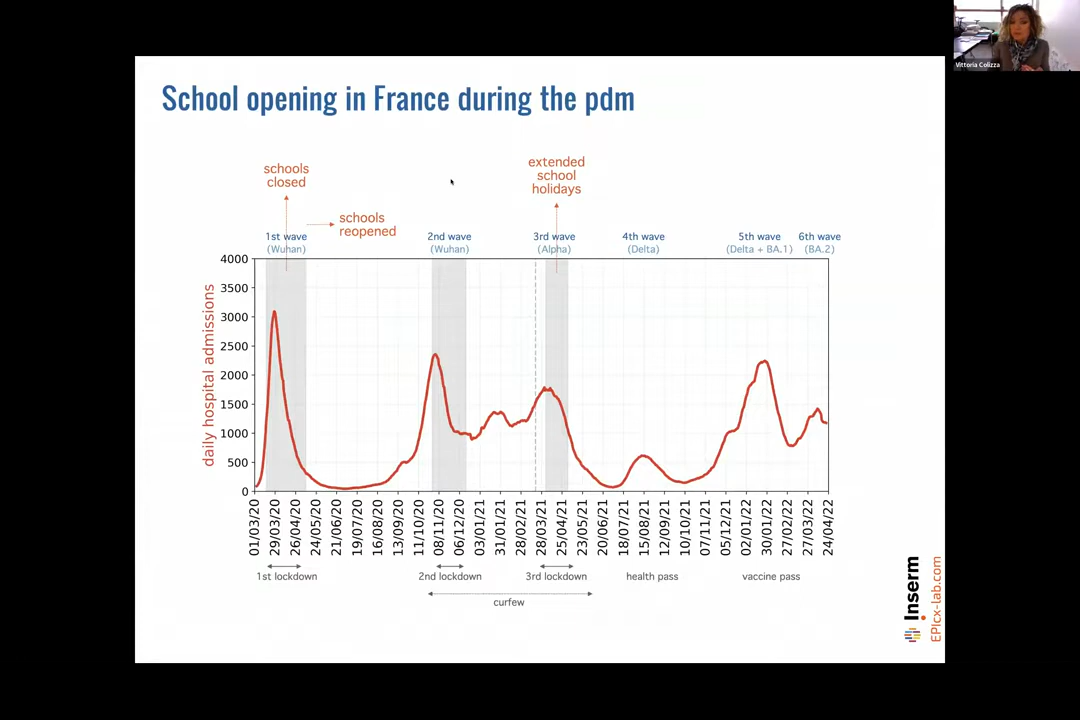 Vittoria Colizza
School opening in France during the pdm
schools
closed
extended
school
holidays
schools
reopened
1st wave
(Wuhan)
2nd wave
(Wuhan)
3rd wave
(Alpha)
4th wave
(Delta)
5th wave
(Delta + BA.1)
6th wave
(BA.2)
daily hospital admissions
4000
3500
3000
2500
2000
1500
1000
500
0
01/03/20
29/03/20
26/04/20
24/05/20
21/06/20
19/07/20
16/08/20
13/09/20
11/10/20
08/11/20
06/12/20
03/01/21
31/01/21
28/02/21
28/03/21
25/04/21
23/05/21
20/06/21
18/07/21
15/08/21
12/09/21
10/10/21
07/11/21
05/12/21
02/01/22
30/01/22
27/02/22
27/03/22
24/04/22
1st lockdown
2nd lockdown
3rd lockdown
health pass
vaccine pass
curfew
Inserm
EPIcx-lab.com